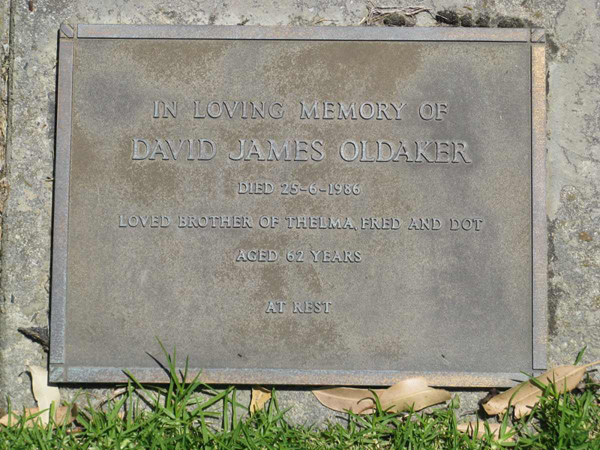 IN LOVING MEMORY OF
DAVID JAMES OLDAKER
DIED 25-6-1986
LOVED BROTHER OF THELMA, FRED AND DOT
AGED 62 YEARS
AT REST